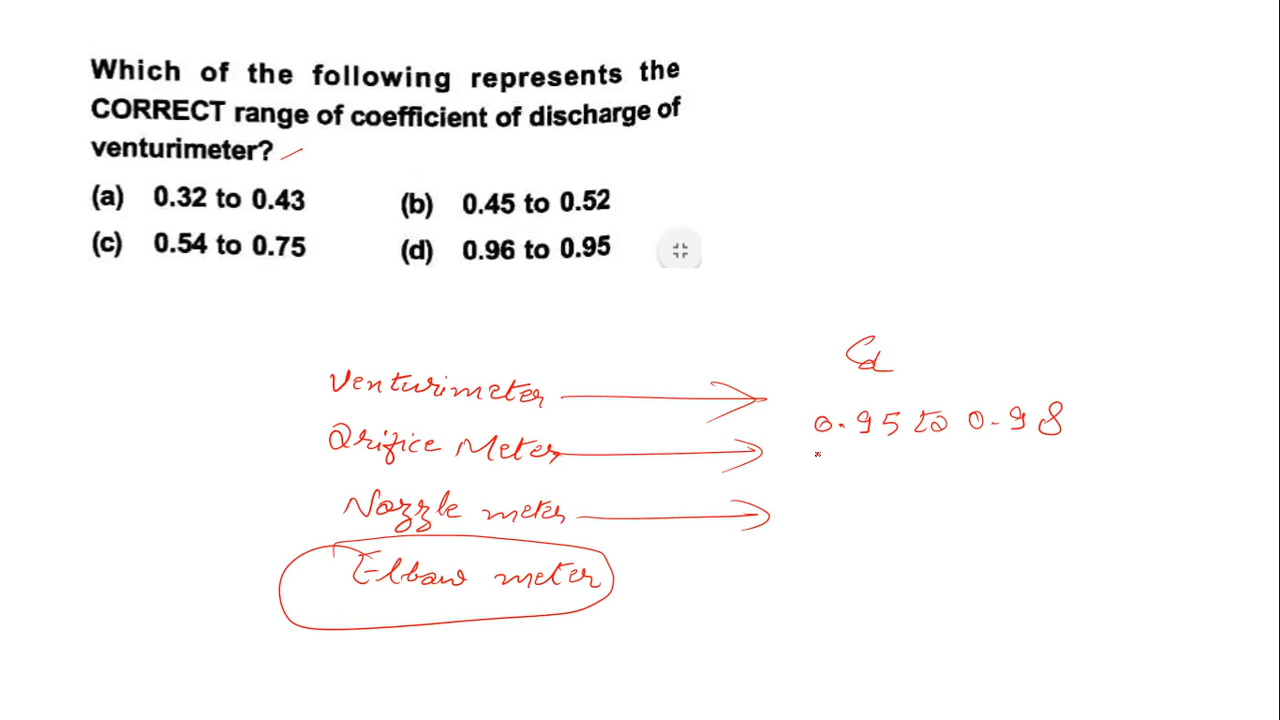 Which of the following represents the
CORRECT range of coefficient of discharge of
venturimeter?
(a) 0.32 to 0.43 (b) 0.45 to 0.52
(c) 0.54 to 0.75 (d) 0.96 to 0.95
Cd
Venturimeter
0.95 to 0.98
Orifice Meter
Nozzle meter
Elbow meter